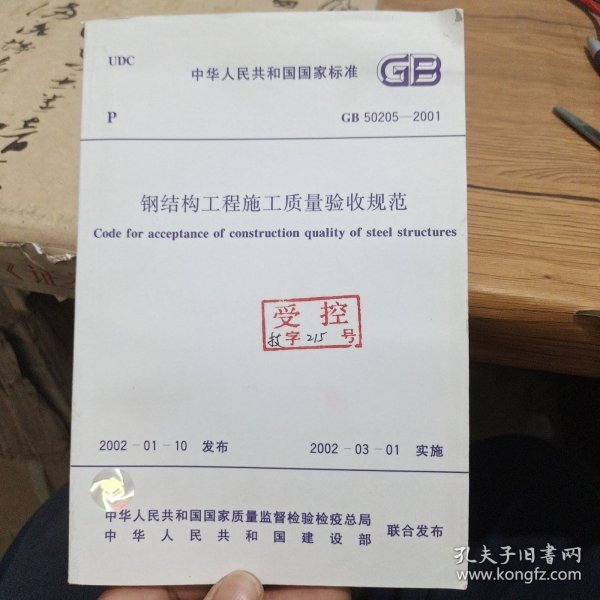 UDC
中华人民共和国国家标准 GB
P
GB 50205—2001
钢结构工程施工质量验收规范
Code for acceptance of construction quality of steel structures
受控
技字215号
2002-01-10 发布
2002-03-01 实施
中华人民共和国国家质量监督检验检疫总局
中华人民共和国建设部
联合发布
孔夫子旧书网
www.kongfz.com